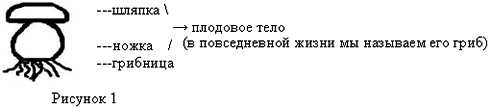 ---шляпка \
→ плодовое тело
---ножка / (в повседневной жизни мы называем его гриб)
---грибница
Рисунок 1